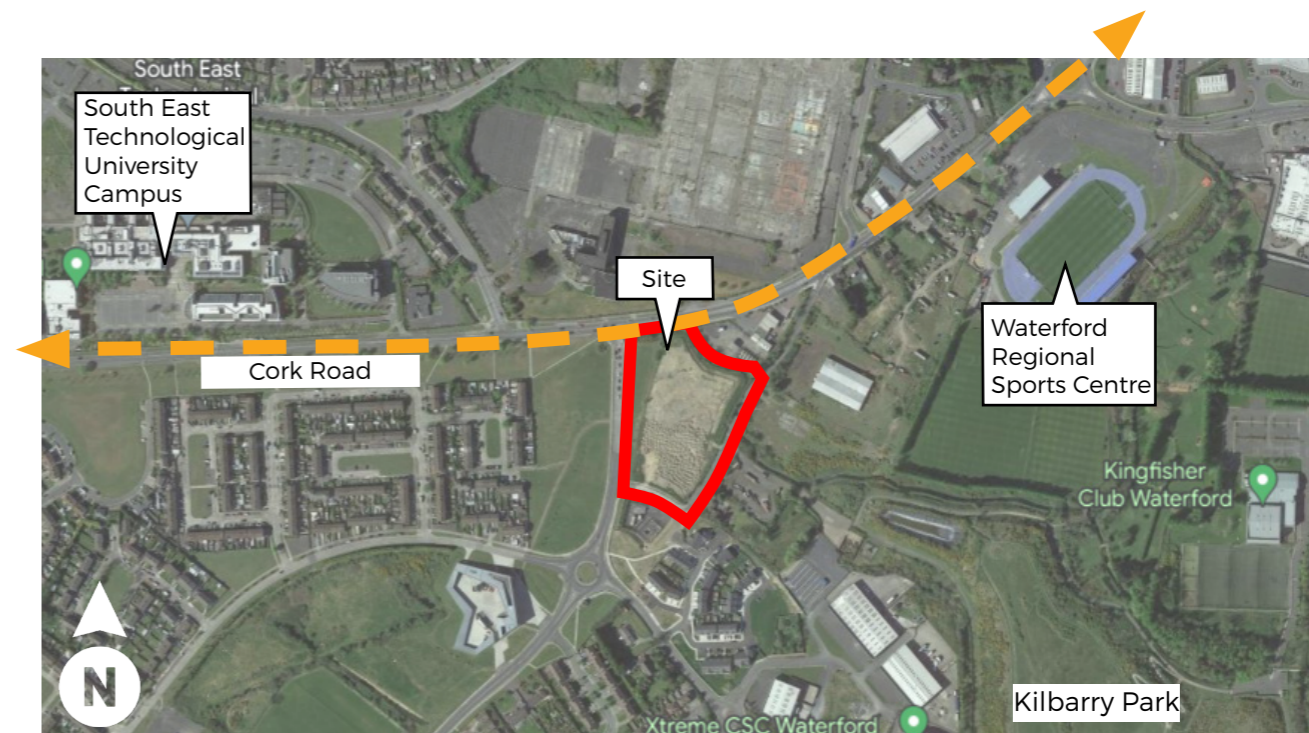 South East
South East
Technological
University
Campus
Site
Cork Road
Waterford
Regional
Sports Centre
Kingfisher
Club Waterford
N
Kilbarry Park
Xtreme CSC Waterford